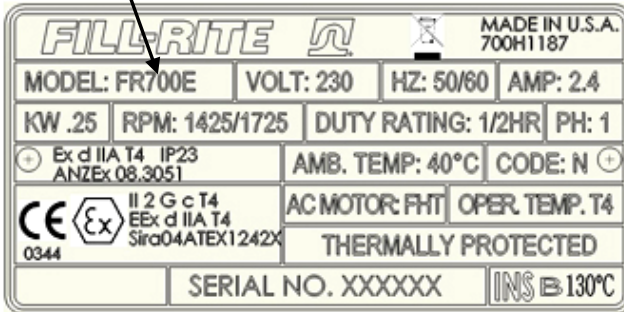 FILL-RITE MADE IN U.S.A.
700H1187
MODEL: FR700E VOLT: 230 HZ: 50/60 AMP: 2.4
KW .25 RPM: 1425/1725 DUTY RATING: 1/2HR PH: 1
Ex d IIA T4 IP23
ANZEx 08.3051
AMB. TEMP: 40°C CODE: N
II 2 G c T4
EEx d IIA T4
Sira04ATEX1242X
CE Ex
0344
AC MOTOR: FHT OPER. TEMP. T4
THERMALLY PROTECTED
SERIAL NO. XXXXXX INS B 130°C